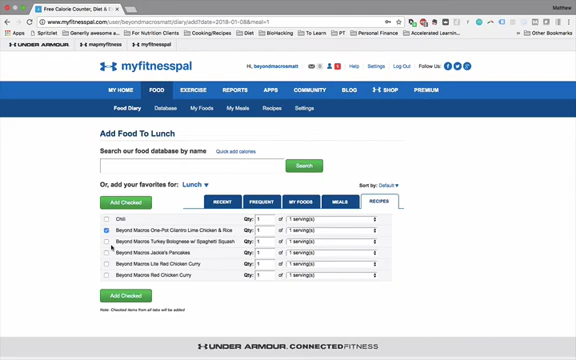 Free Calorie Counter, Diet & E
Matthew
www.myfitnesspal.com/user/beyondmacrosmatt/diary/add?date=2018-01-08&meal=1
Apps Spritzlet Generally awesome a Education Diet Cooking/Recipes PT Personal Finance Accelerated Learning Other Bookmarks
UNDER ARMOUR mapmyfitness myfitnesspal
myfitnesspal
Hi, beyondmacrosmatt Help Settings Log Out Follow Us:
MY HOME FOOD EXERCISE REPORTS APPS COMMUNITY BLOG SHOP PREMIUM
Food Diary Database My Foods My Meals Recipes Settings
Add Food To Lunch
Search our food database by name Quick add calories
Search
Or, add your favorites for: Lunch Sort by: Default
Add Checked RECENT FREQUENT MY FOODS MEALS RECIPES
Chili Qty: 1 of 1 serving(s)
Beyond Macros One-Pot Cilantro Lime Chicken & Rice Qty: 1 of 1 serving(s)
Beyond Macros Turkey Bolognese w/ Spaghetti Squash Qty: 1 of 1 serving(s)
Beyond Macros Jackie's Pancakes Qty: 1 of 1 serving(s)
Beyond Macros Lite Red Chicken Curry Qty: 1 of 1 serving(s)
Beyond Macros Red Chicken Curry Qty: 1 of 1 serving(s)
Add Checked
Note: Checked items from all tabs will be added
UNDER ARMOUR. CONNECTEDFITNESS